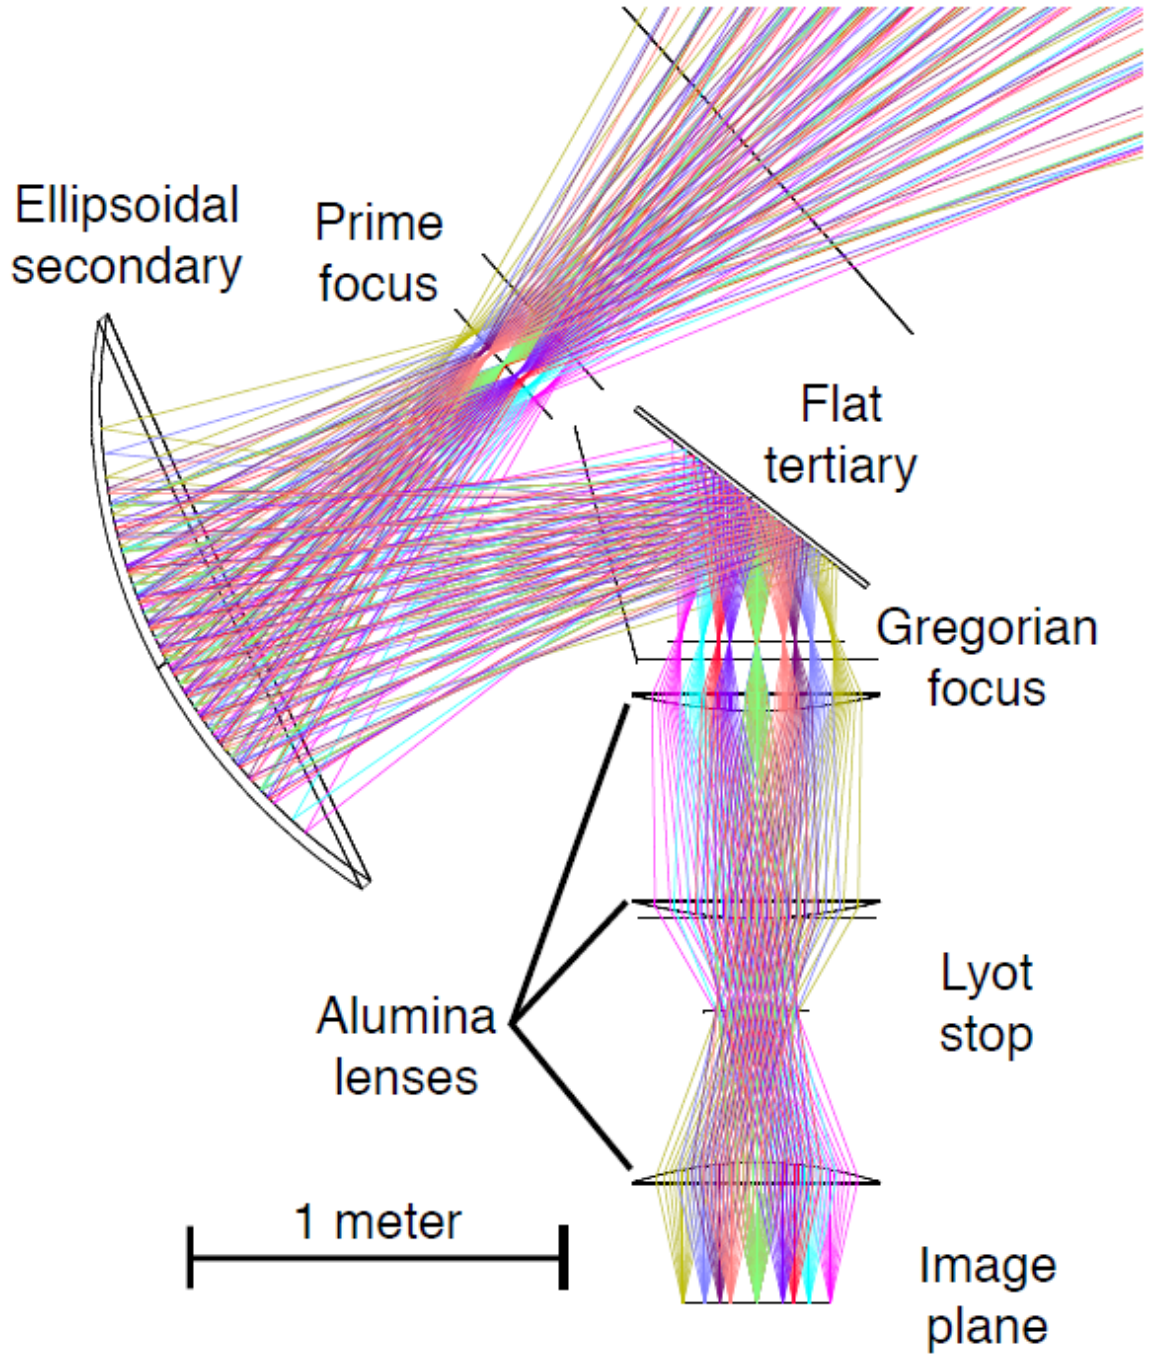 Ellipsoidal
secondary
Prime
focus
Flat
tertiary
Gregorian
focus
Lyot
stop
Alumina
lenses
1 meter
Image
plane